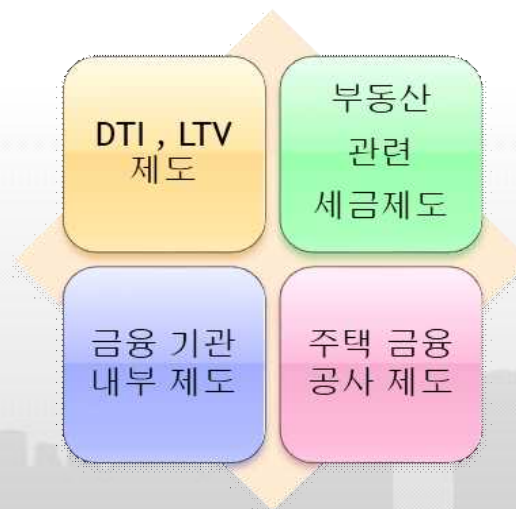 DTI , LTV
제도
부동산
관련
세금제도
금융 기관
내부 제도
주택 금융
공사 제도